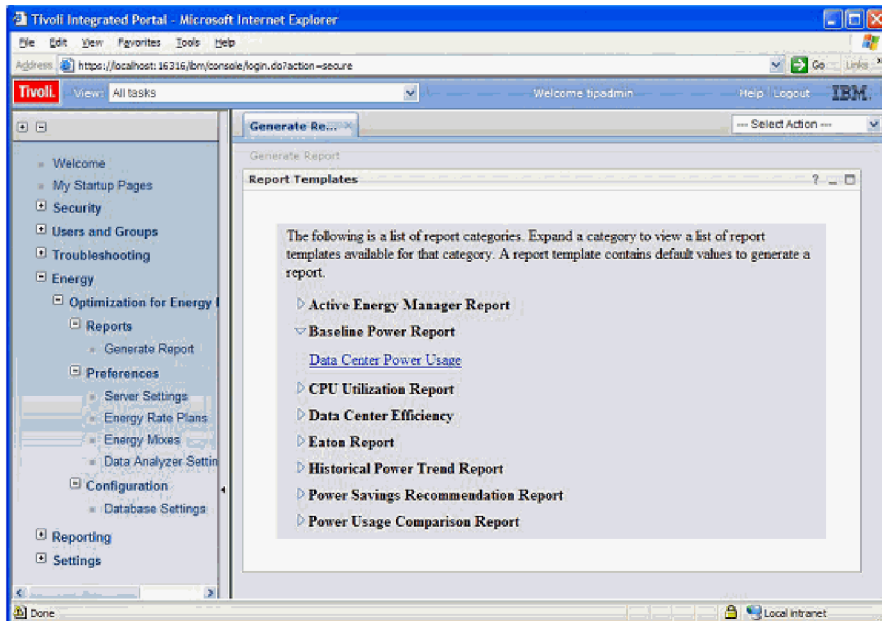 Tivoli Integrated Portal - Microsoft Internet Explorer
File Edit View Favorites Tools Help
Address https://localhost:16316/ibm/console/login.do?action=secure Go Links
Tivoli. View: All tasks Welcome tipadmin Help Logout IBM.
Generate Re... --- Select Action ---
Welcome
My Startup Pages
Security
Users and Groups
Troubleshooting
Energy
Optimization for Energy
Reports
Generate Report
Preferences
Server Settings
Energy Rate Plans
Energy Mixes
Data Analyzer Settin
Configuration
Database Settings
Reporting
Settings
Generate Report
Report Templates ?
The following is a list of report categories. Expand a category to view a list of report
templates available for that category. A report template contains default values to generate a
report.
Active Energy Manager Report
Baseline Power Report
Data Center Power Usage
CPU Utilization Report
Data Center Efficiency
Eaton Report
Historical Power Trend Report
Power Savings Recommendation Report
Power Usage Comparison Report
Done Local intranet